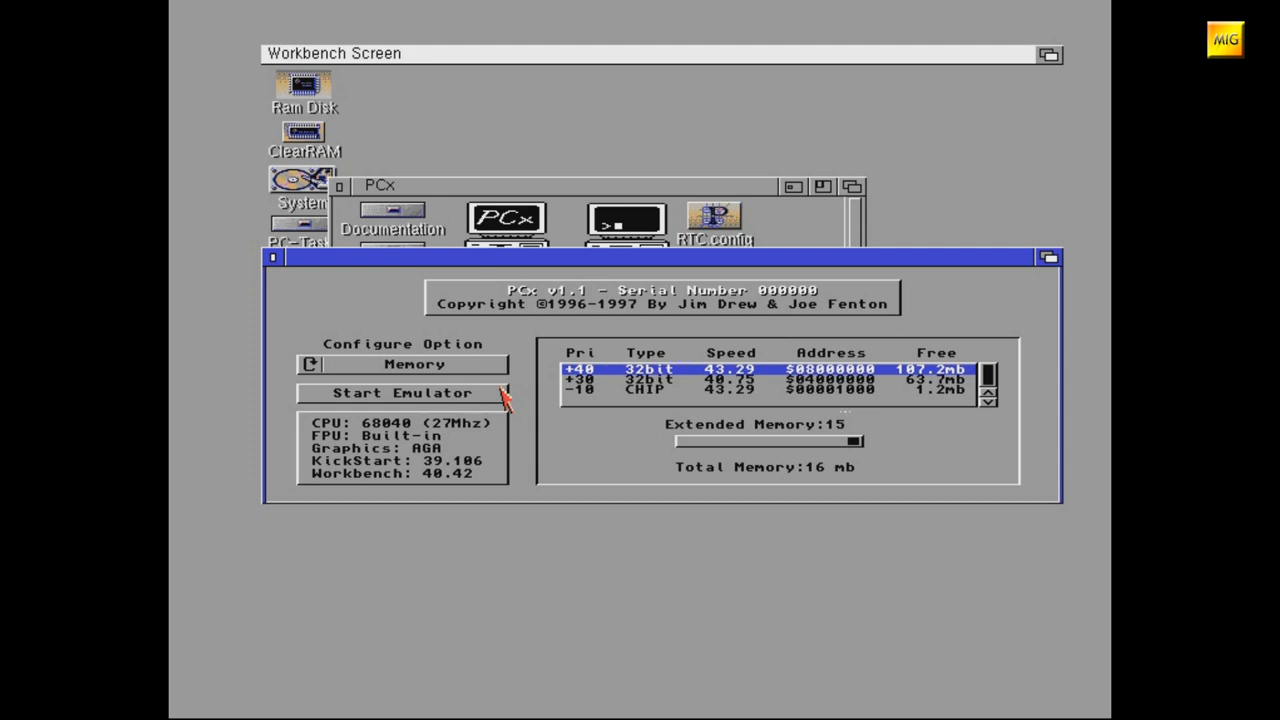 MIG
Workbench Screen
Ram Disk
ClearRAM
System
PCx
Documentation
PCx
>
RTC.config
PCx v1.1 - Serial Number 000000
Copyright ©1996-1997 By Jim Drew & Joe Fenton
Configure Option
Memory
Start Emulator
CPU: 68040 (27Mhz)
FPU: Built-in
Graphics: AGA
KickStart: 39.106
Workbench: 40.42
Pri Type Speed Address Free
+40 32bit 43.29 $08000000 107.2mb
+30 32bit 40.75 $04000000 63.7mb
-10 CHIP 43.29 $00001000 1.2mb
Extended Memory:15
Total Memory:16 mb